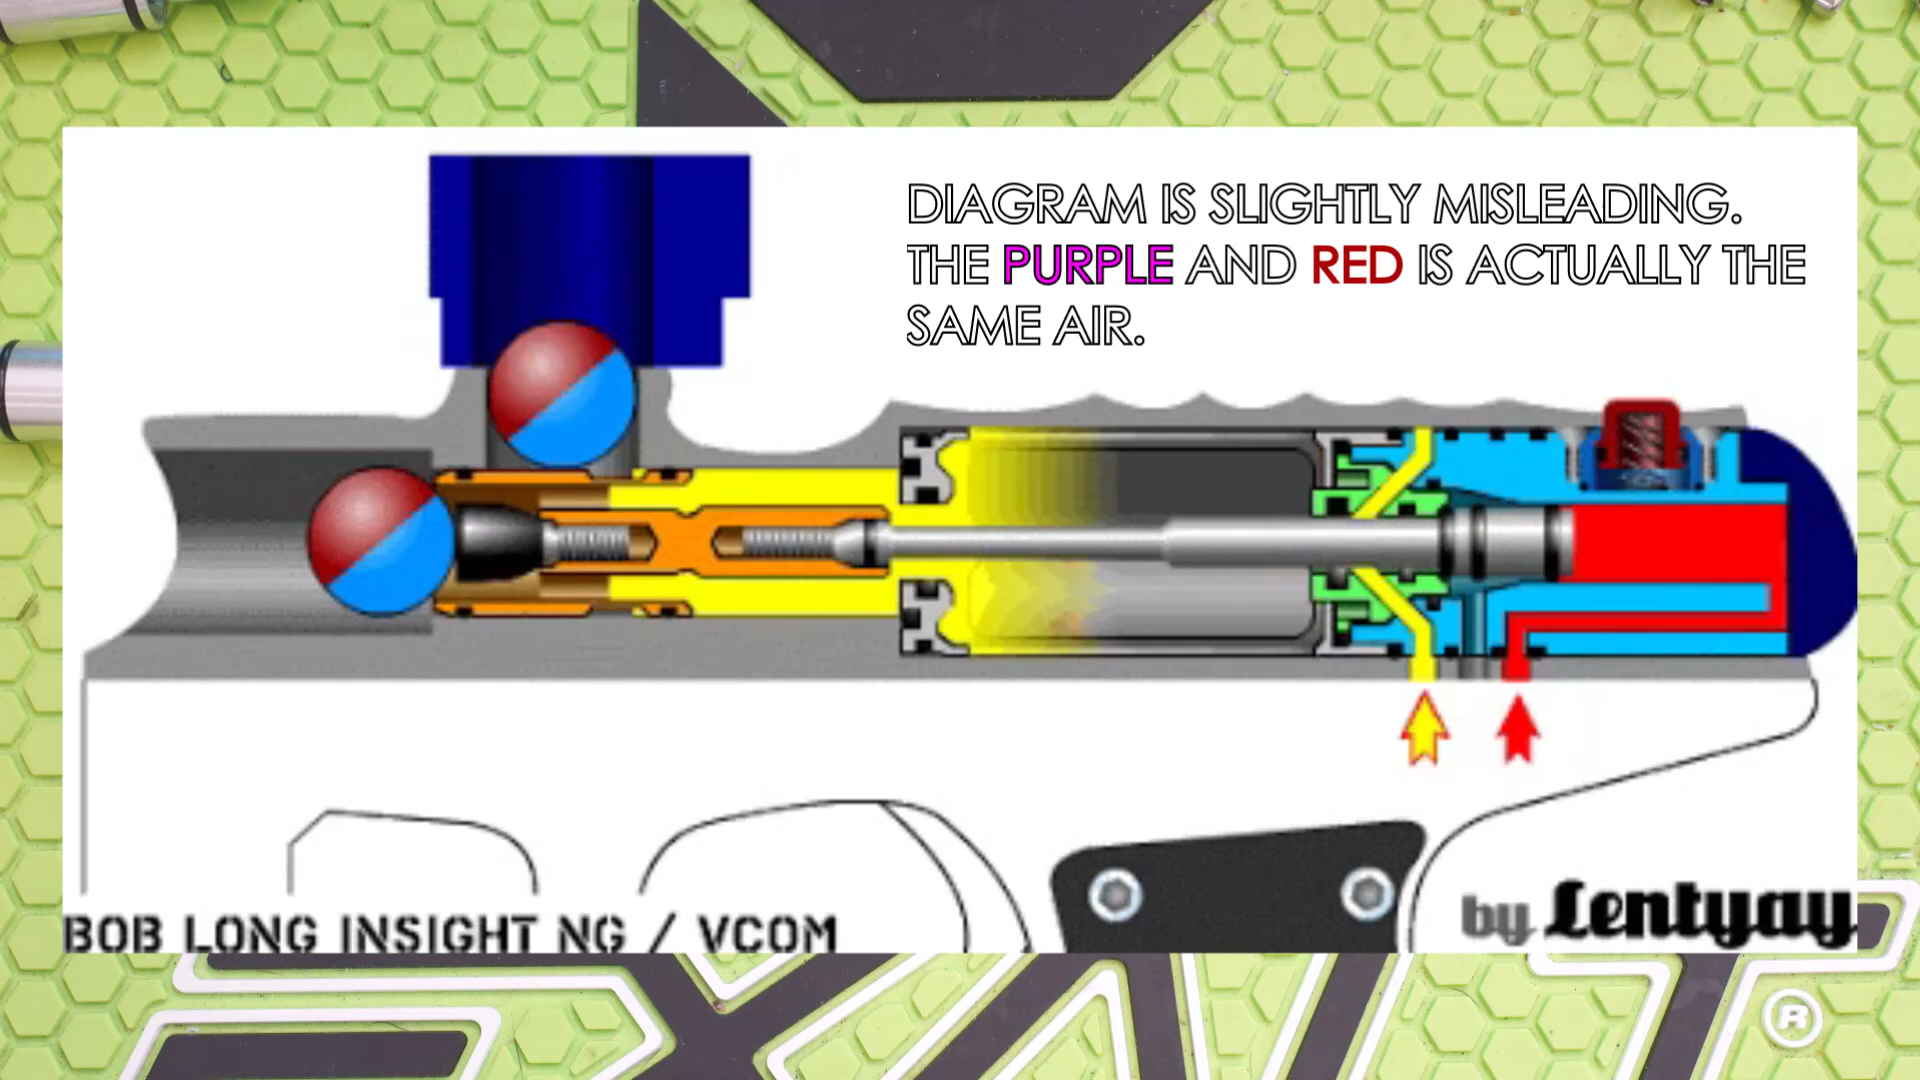 DIAGRAM IS SLIGHTLY MISLEADING.
THE PURPLE AND RED IS ACTUALLY THE
SAME AIR.
BOB LONG INSIGHT NG / VCOM
by Lentyay
®